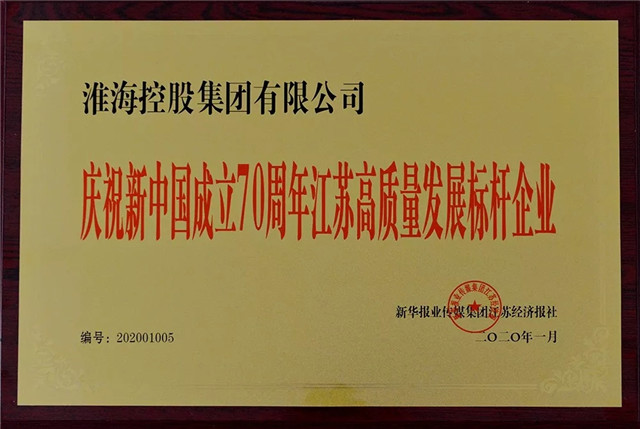 淮海控股集团有限公司
庆祝新中国成立70周年江苏高质量发展标杆企业
新华报业传媒集团江苏经济报社
编号：202001005
二〇二〇年一月